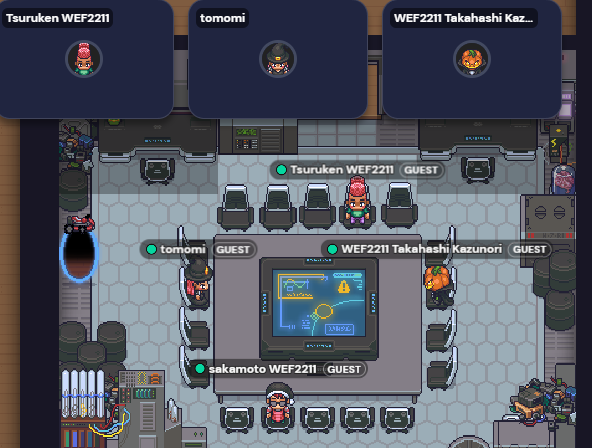 Tsuruken WEF2211
tomomi
WEF2211 Takahashi Kaz...
Tsuruken WEF2211 GUEST
tomomi GUEST
WEF2211 Takahashi Kazunori GUEST
sakamoto WEF2211 GUEST